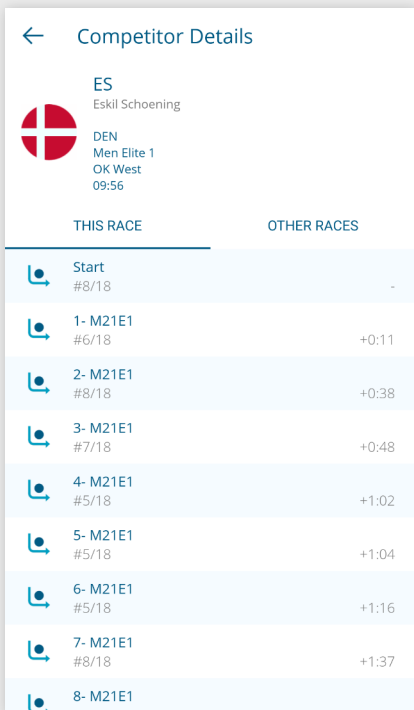 Competitor Details
ES
Eskil Schoening
DEN
Men Elite 1
OK West
09:56
THIS RACE
OTHER RACES
Start
#8/18
-
1- M21E1
#6/18
+0:11
2- M21E1
#8/18
+0:38
3- M21E1
#7/18
+0:48
4- M21E1
#5/18
+1:02
5- M21E1
#5/18
+1:04
6- M21E1
#5/18
+1:16
7- M21E1
#8/18
+1:37
8- M21E1